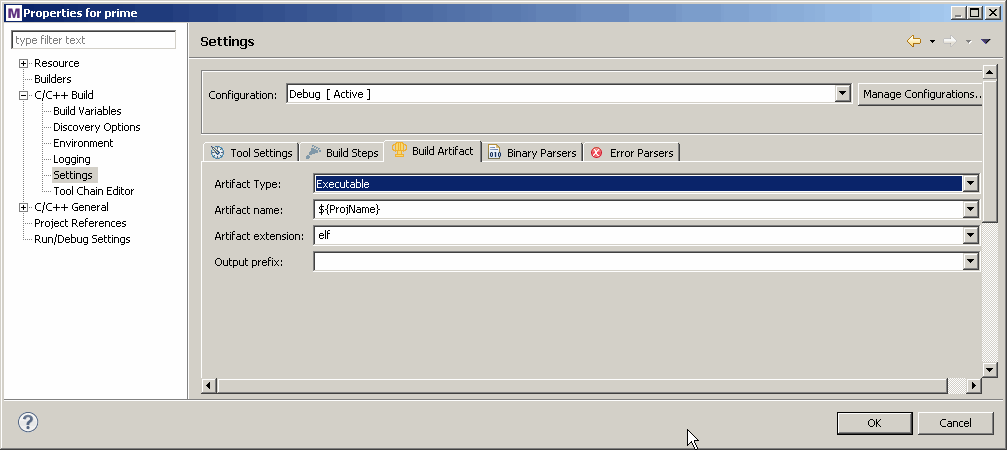 Properties for prime
type filter text
Settings
Resource
Builders
C/C++ Build
Build Variables
Discovery Options
Environment
Logging
Settings
Tool Chain Editor
C/C++ General
Project References
Run/Debug Settings
Configuration: Debug [ Active ] Manage Configurations..
Tool Settings Build Steps Build Artifact 010 Binary Parsers Error Parsers
Artifact Type: Executable
Artifact name: ${ProjName}
Artifact extension: elf
Output prefix:
? OK Cancel